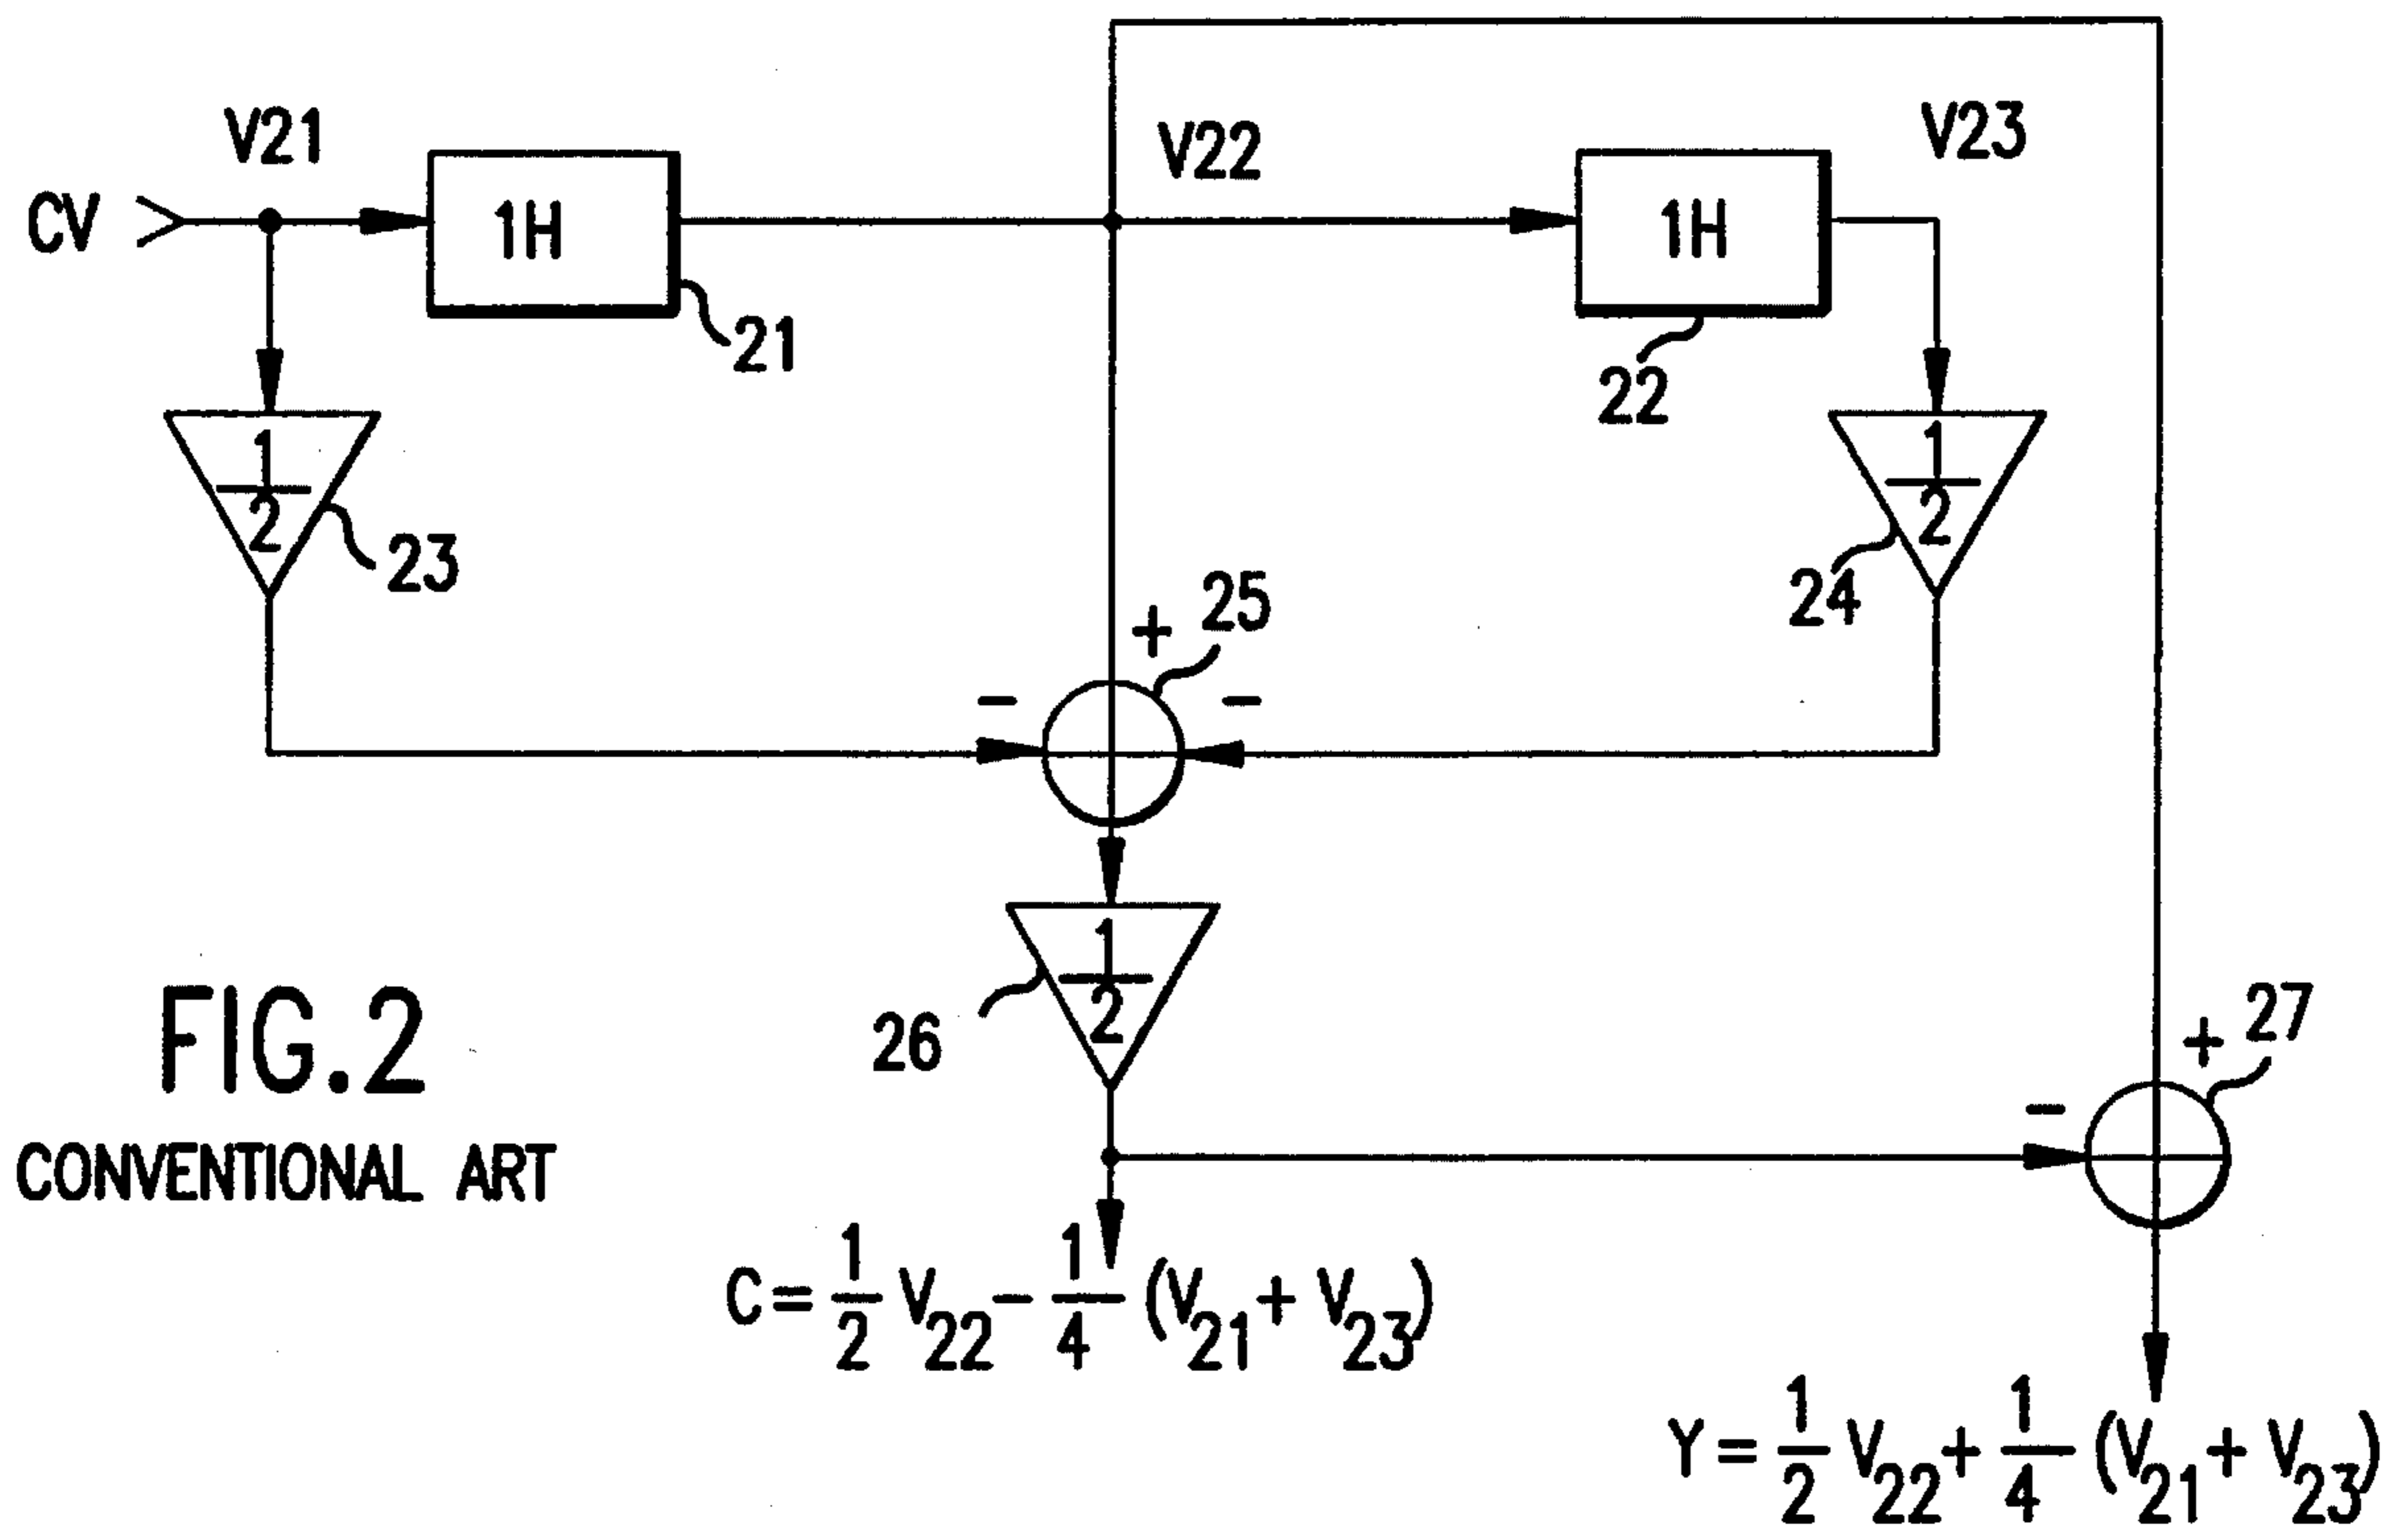 V21
V22
V23
CV
1H
1H
21
22
1/2
23
1/2
24
+
25
-
-
1/2
26
+
27
-
FIG.2
CONVENTIONAL ART
C=1/2 V22-1/4 (V21+V23)
Y=1/2 V22+1/4 (V21+V23)